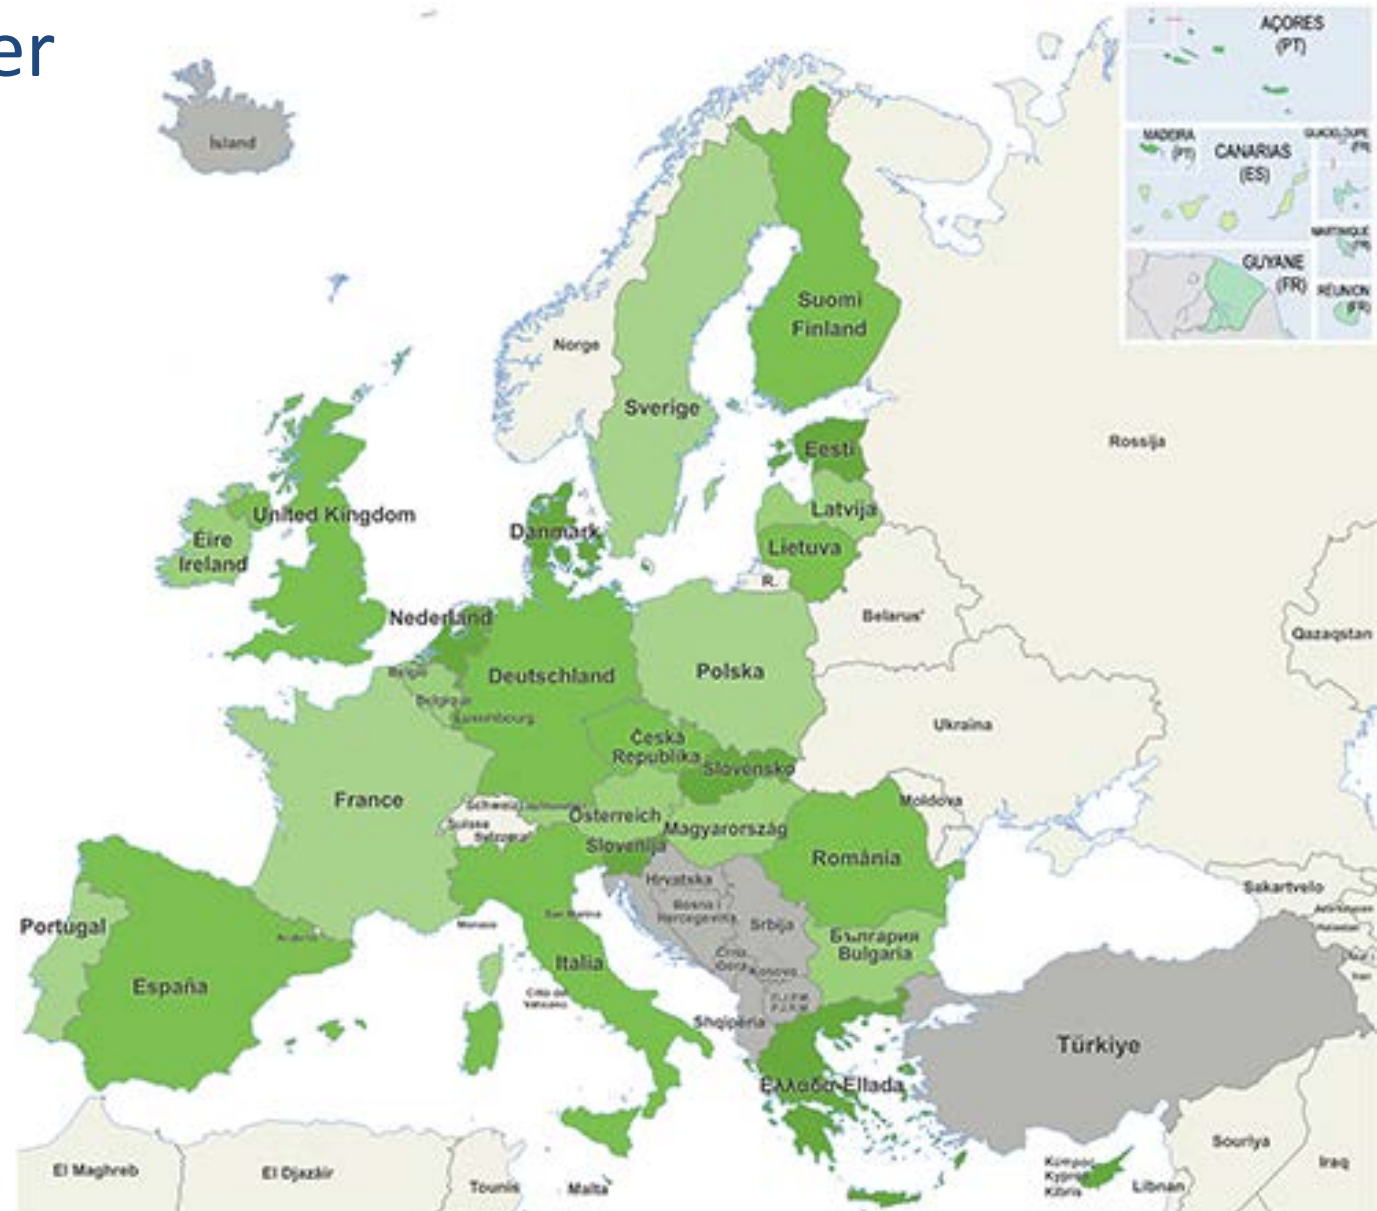 er
Ísland
AÇORES
(PT)
MADEIRA
(PT)
CANARIAS
(ES)
GUADELOUPE
(FR)
MARTINIQUE
(FR)
GUYANE
(FR)
RÉUNION
(FR)
Suomi
Finland
Norge
Sverige
Rossija
Eesti
United Kingdom
Éire
Ireland
Danmark
Latvija
Lietuva
R.
Nederland
Belarus'
Qazaqstan
België
Belgique
Luxembourg
Deutschland
Polska
Ukraina
Česká
Republika
Slovensko
France
Schweiz
Suisse
Svizzera
Österreich
Magyarország
Moldova
Slovenija
România
Hrvatska
Sakartvelo
Bosna i
Hercegovina
Srbija
Portugal
Andorra
Monaco
San Marino
България
Bulgaria
Italia
Crna
Gora
Kosovo
España
Città del
Vaticano
Shqipëria
Türkiye
Iran
Ελλάδα-Ellada
El Maghreb
El Djazâir
Tounis
Malta
Kýpros
Kıbrıs
Libnan
Souriya
Iraq